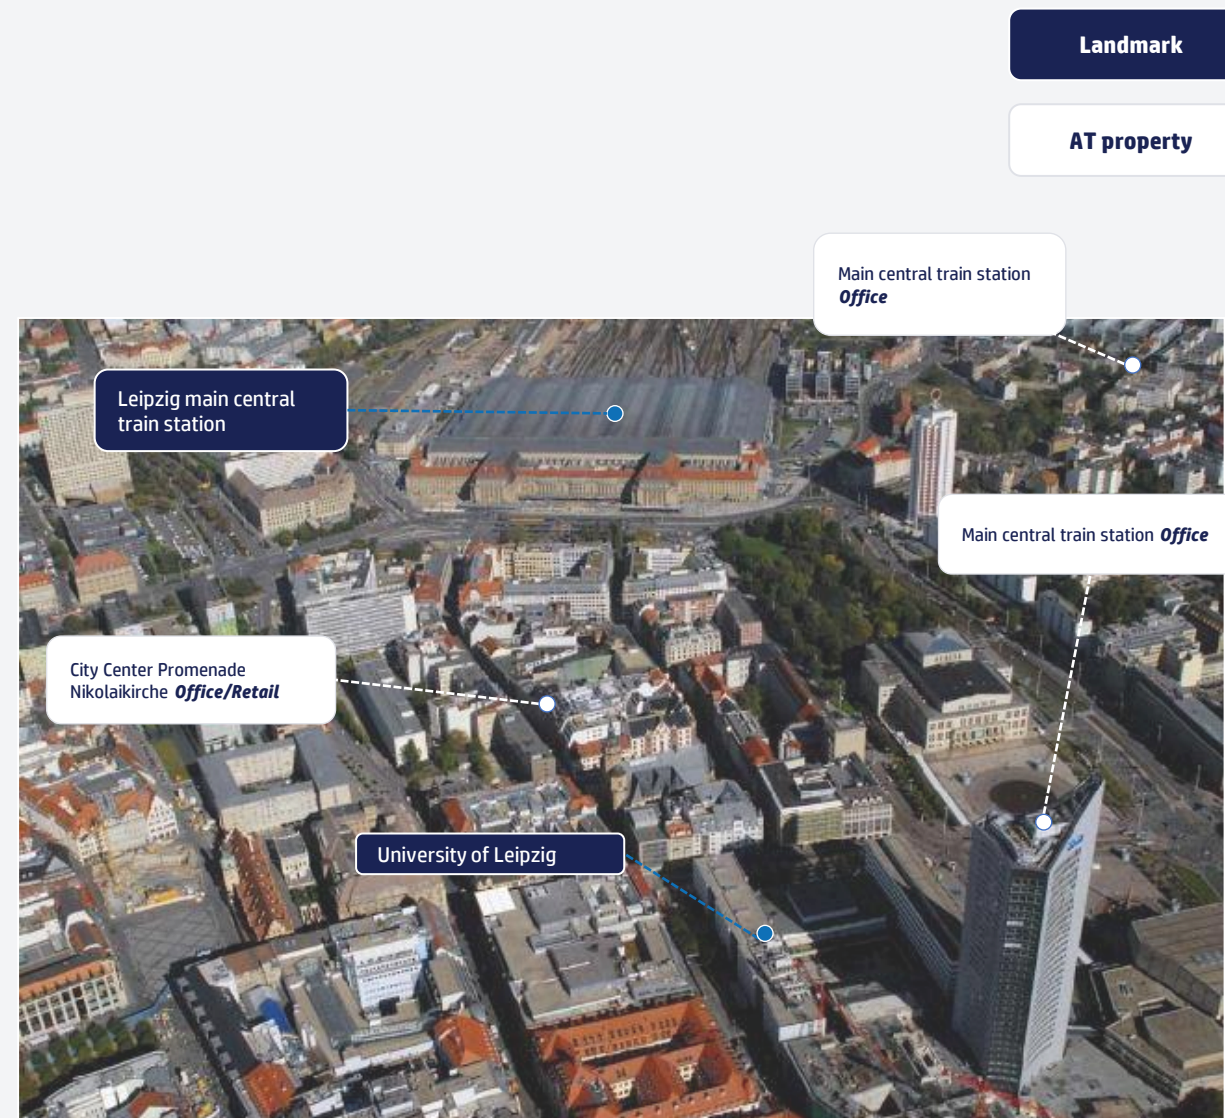 Landmark
AT property
Main central train station
Office
Leipzig main central
train station
Main central train station Office
City Center Promenade
Nikolaikirche Office/Retail
University of Leipzig